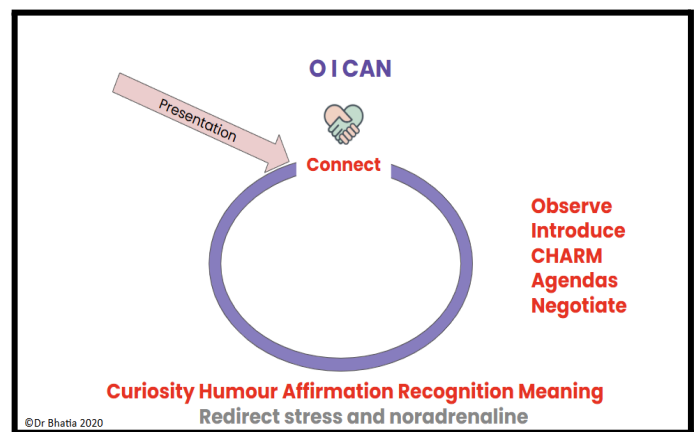 O I CAN
Presentation
Connect
Observe
Introduce
CHARM
Agendas
Negotiate
Curiosity Humour Affirmation Recognition Meaning
Redirect stress and noradrenaline
©Dr Bhatia 2020